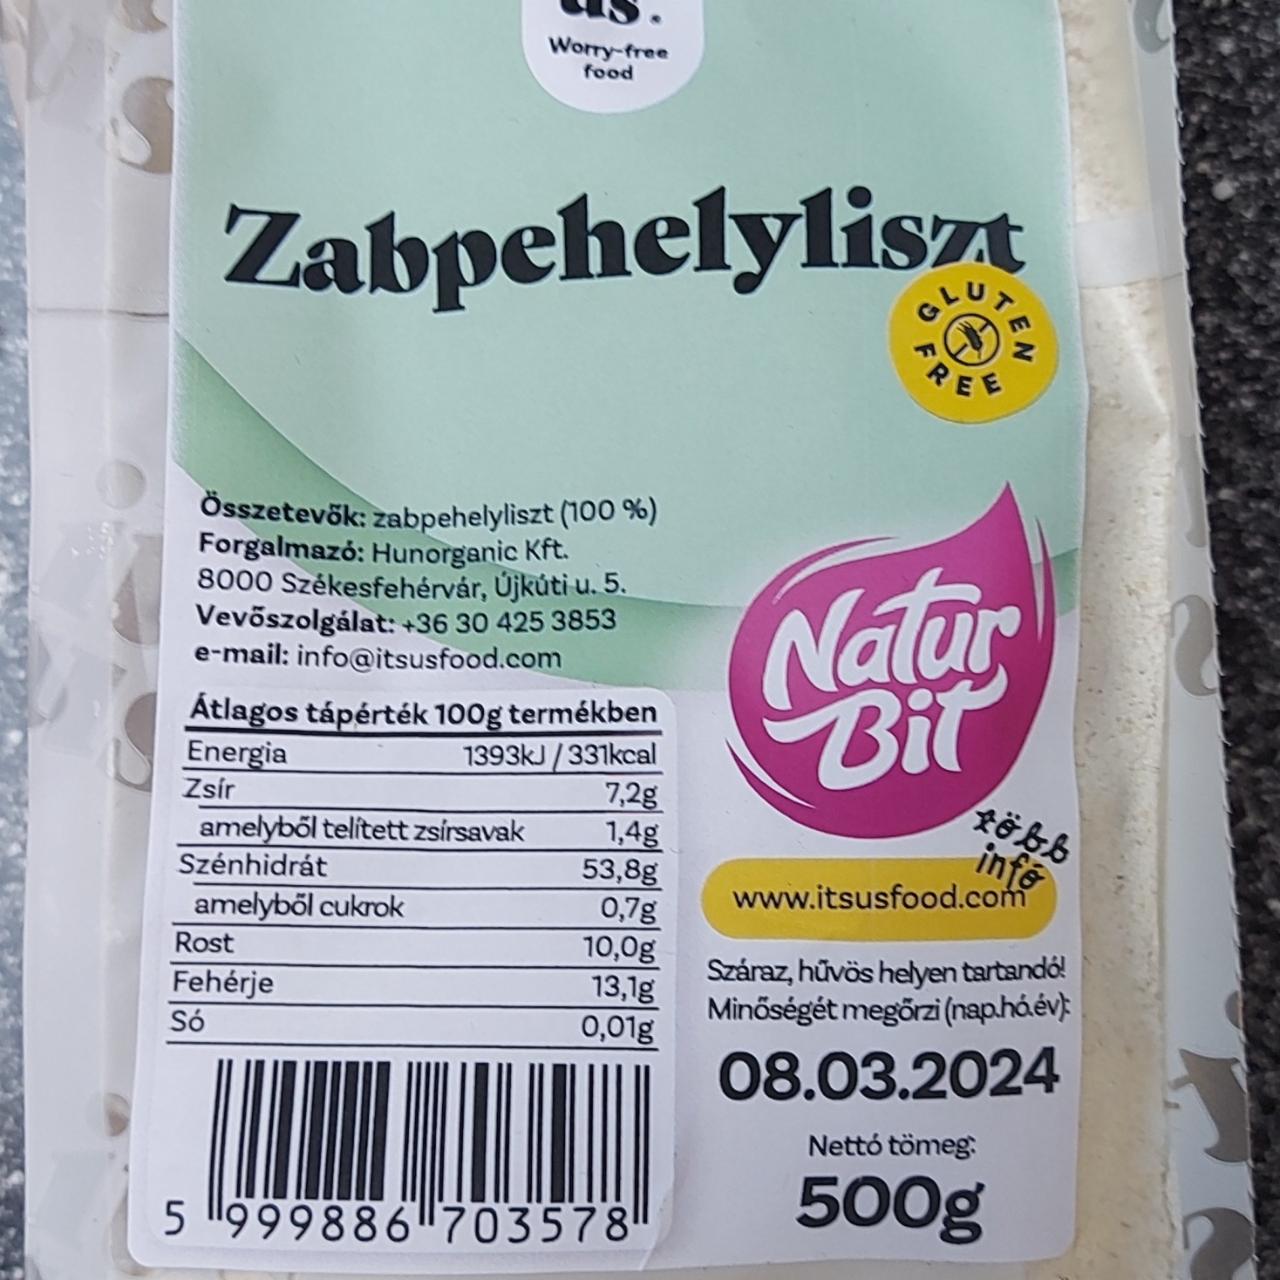 us.
Worry-free
food
Zabpehelyliszt
GLUTEN
FREE
Összetevők: zabpehelyliszt (100 %)
Forgalmazó: Hunorganic Kft.
8000 Székesfehérvár, Újkúti u. 5.
Vevőszolgálat: +36 30 425 3853
e-mail: info@itsusfood.com
Natur
Bit
több
infó
www.itsusfood.com
Átlagos tápérték 100g termékben
Energia 1393kJ / 331kcal
Zsír 7,2g
amelyből telített zsírsavak 1,4g
Szénhidrát 53,8g
amelyből cukrok 0,7g
Rost 10,0g
Fehérje 13,1g
Só 0,01g
5 999886 703578
Száraz, hűvös helyen tartandó!
Minőségét megőrzi (nap.hó.év):
08.03.2024
Nettó tömeg:
500g